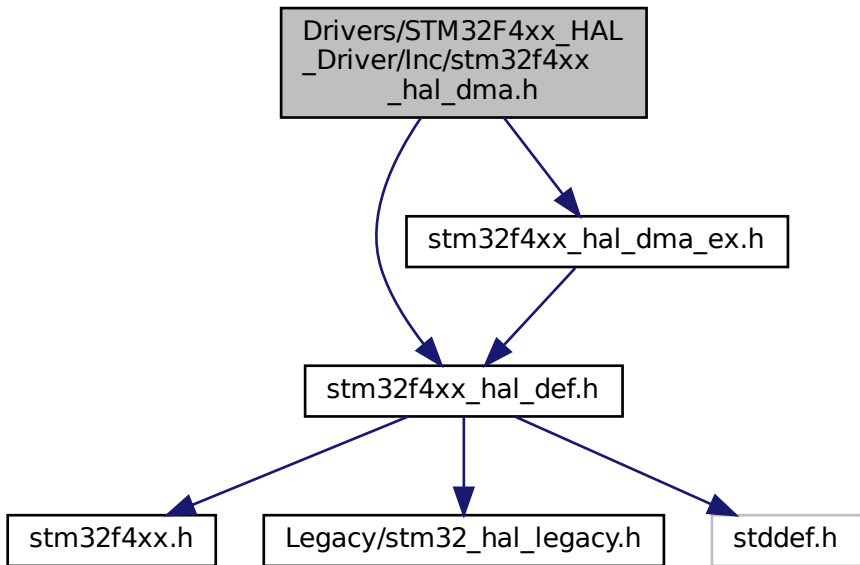 Drivers/STM32F4xx_HAL
_Driver/Inc/stm32f4xx
_hal_dma.h
stm32f4xx_hal_dma_ex.h
stm32f4xx_hal_def.h
stm32f4xx.h
Legacy/stm32_hal_legacy.h
stddef.h